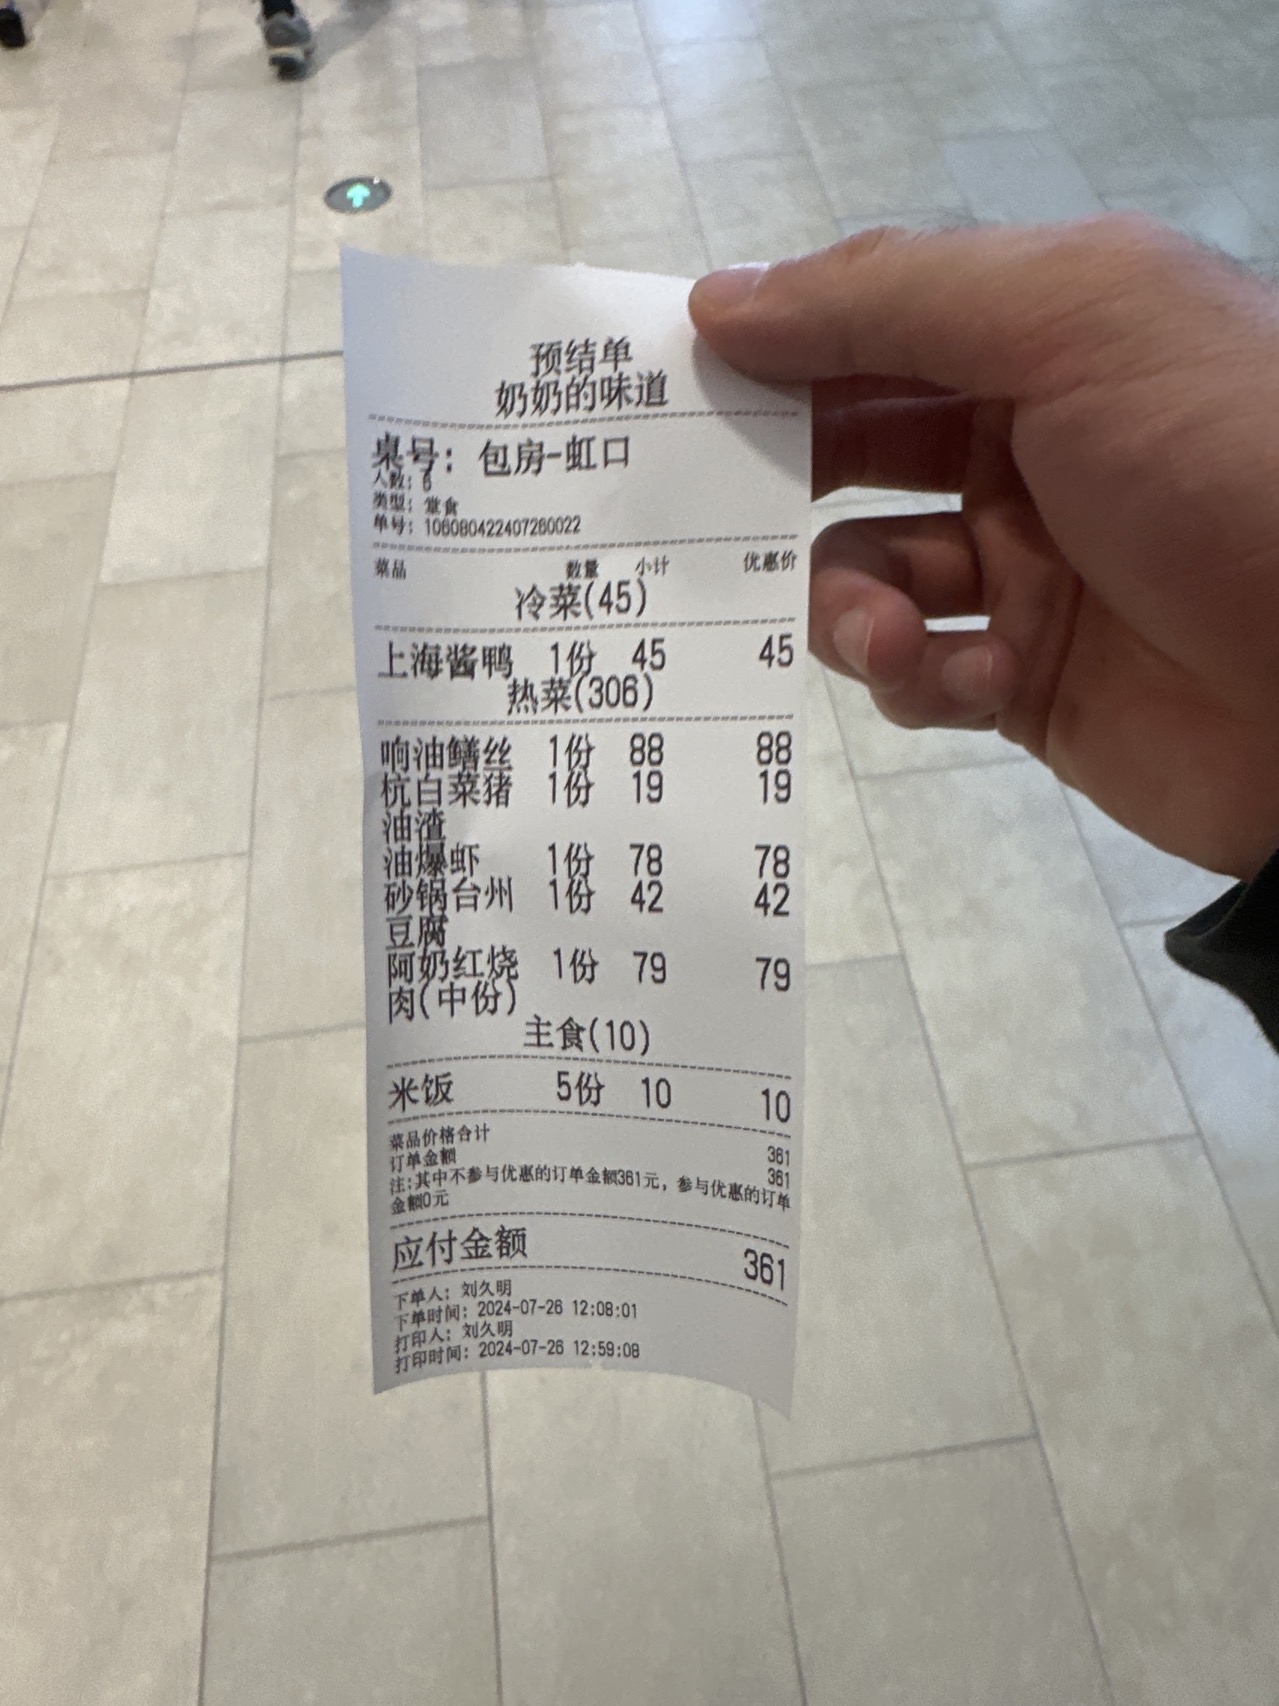 预结单
奶奶的味道
桌号：包房-虹口
人数：6
类型：堂食
单号：106080422407260022
菜品 数量 小计 优惠价
冷菜(45)
上海酱鸭 1份 45 45
热菜(306)
响油鳝丝 1份 88 88
杭白菜猪 1份 19 19
油渣
油爆虾 1份 78 78
砂锅台州 1份 42 42
豆腐
阿奶红烧 1份 79 79
肉(中份)
主食(10)
米饭 5份 10 10
菜品价格合计 361
订单金额 361
注:其中不参与优惠的订单金额361元，参与优惠的订单
金额0元
应付金额 361
下单人：刘久明
下单时间：2024-07-26 12:08:01
打印人：刘久明
打印时间：2024-07-26 12:59:08